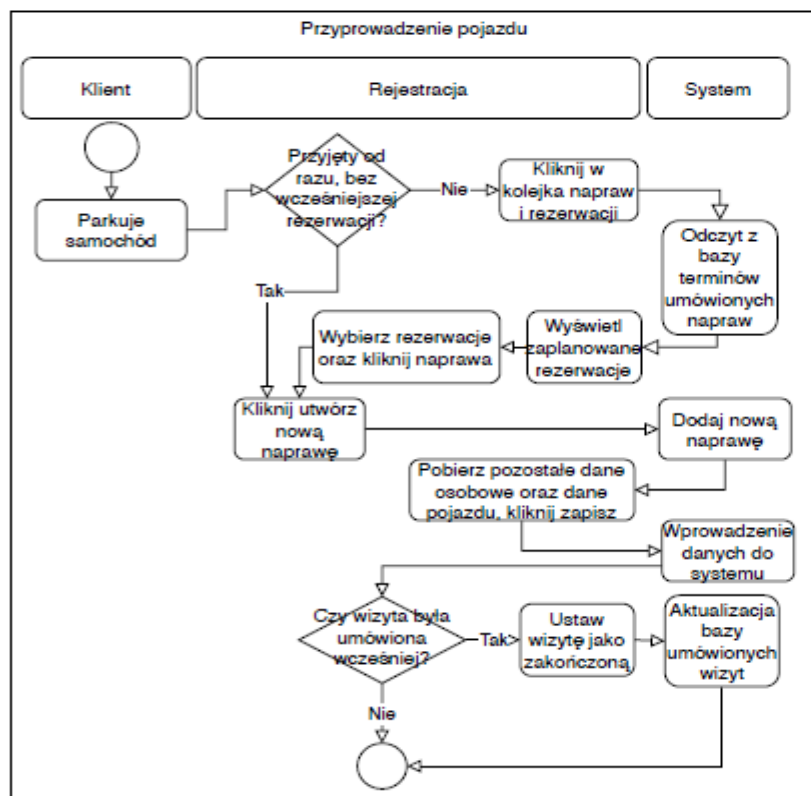 Przyprowadzenie pojazdu
Klient
Rejestracja
System
Przyjęty od
razu, bez
wcześniejszej
rezerwacji?
Nie
Kliknij w
kolejka napraw
i rezerwacji
Parkuje
samochód
Odczyt z
bazy
terminów
umówionych
napraw
Tak
Wybierz rezerwacje
oraz kliknij naprawa
Wyświetl
zaplanowane
rezerwacje
Kliknij utwórz
nową
naprawę
Dodaj nową
naprawę
Pobierz pozostałe dane
osobowe oraz dane
pojazdu, kliknij zapisz
Wprowadzenie
danych do
systemu
Czy wizyta była
umówiona
wcześniej?
Tak
Ustaw
wizytę jako
zakończoną
Aktualizacja
bazy
umówionych
wizyt
Nie